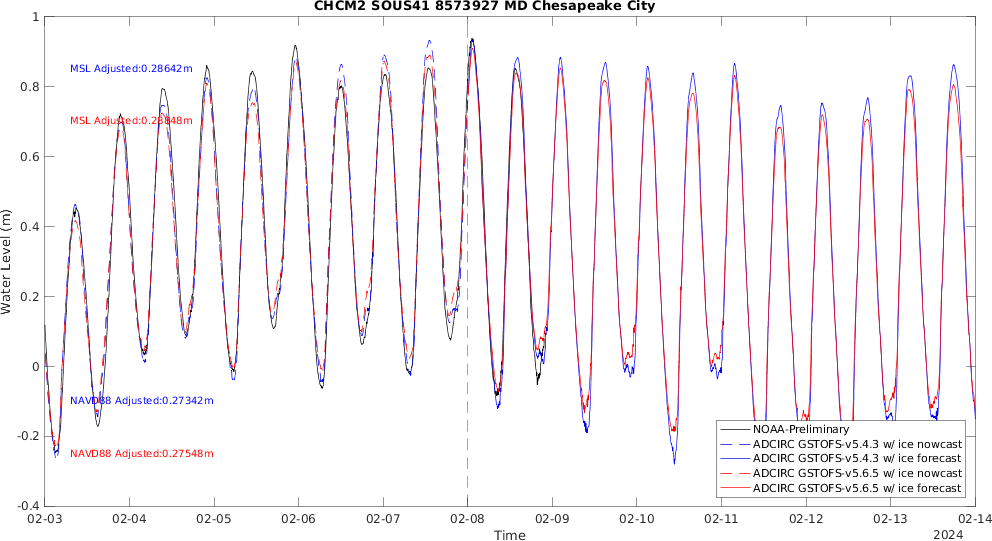 CHCM2 SOUS41 8573927 MD Chesapeake City
Water Level (m)
1
0.8
0.6
0.4
0.2
0
-0.2
-0.4
MSL Adjusted:0.28642m
MSL Adjusted:0.28848m
NAVD88 Adjusted:0.27342m
NAVD88 Adjusted:0.27548m
NOAA-Preliminary
ADCIRC GSTOFS-v5.4.3 w/ ice nowcast
ADCIRC GSTOFS-v5.4.3 w/ ice forecast
ADCIRC GSTOFS-v5.6.5 w/ ice nowcast
ADCIRC GSTOFS-v5.6.5 w/ ice forecast
02-03 02-04 02-05 02-06 02-07 02-08 02-09 02-10 02-11 02-12 02-13 02-14
Time
2024